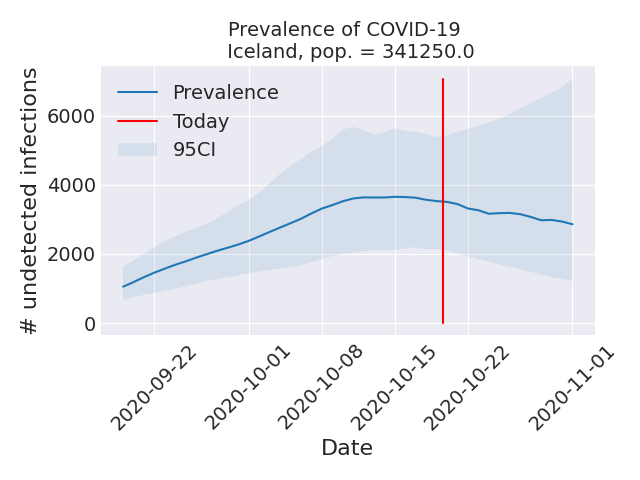 Prevalence of COVID-19
Iceland, pop. = 341250.0
Prevalence
Today
95CI
# undetected infections
6000
4000
2000
0
2020-09-22
2020-10-01
2020-10-08
2020-10-15
2020-10-22
2020-11-01
Date